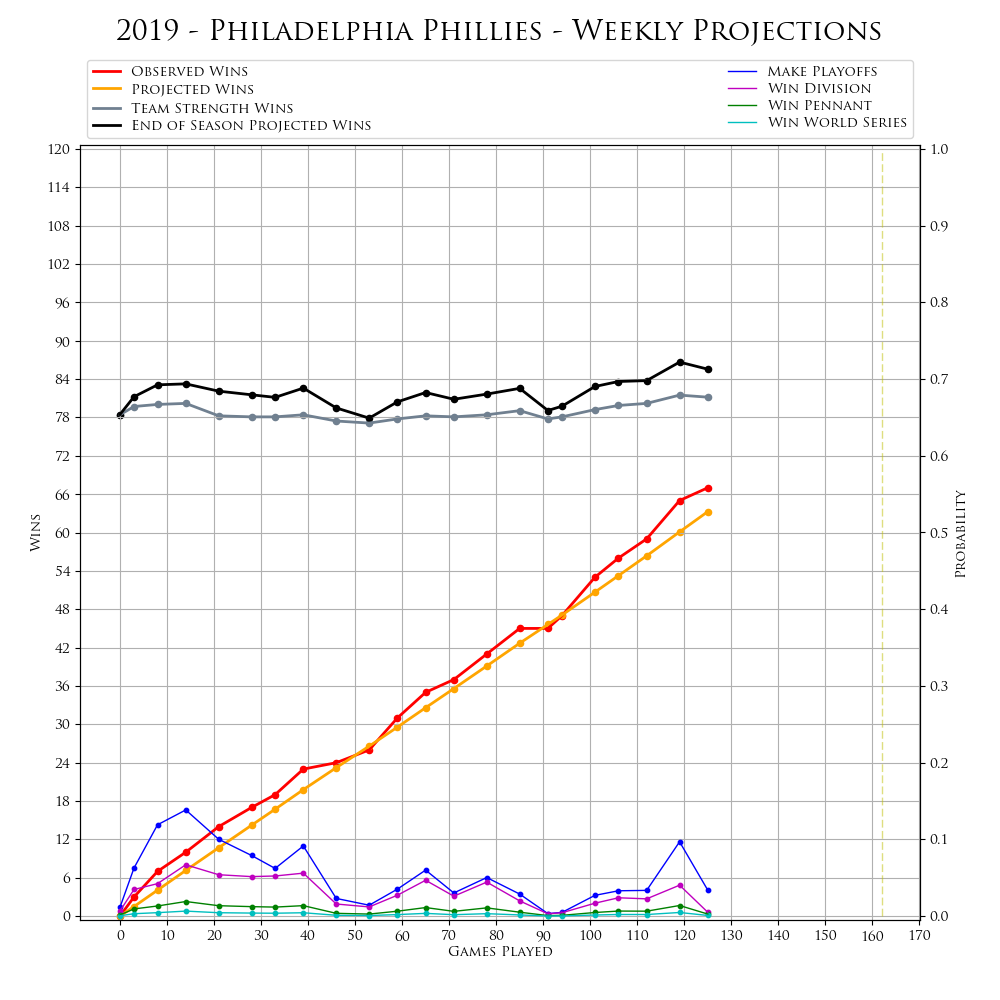 2019 - Philadelphia Phillies - Weekly Projections
Observed Wins
Projected Wins
Team Strength Wins
End of Season Projected Wins
Make Playoffs
Win Division
Win Pennant
Win World Series
120
114
108
102
96
90
84
78
72
66
60
54
48
42
36
30
24
18
12
6
0
Wins
1.0
0.9
0.8
0.7
0.6
0.5
0.4
0.3
0.2
0.1
0.0
Probability
0 10 20 30 40 50 60 70 80 90 100 110 120 130 140 150 160 170
Games Played